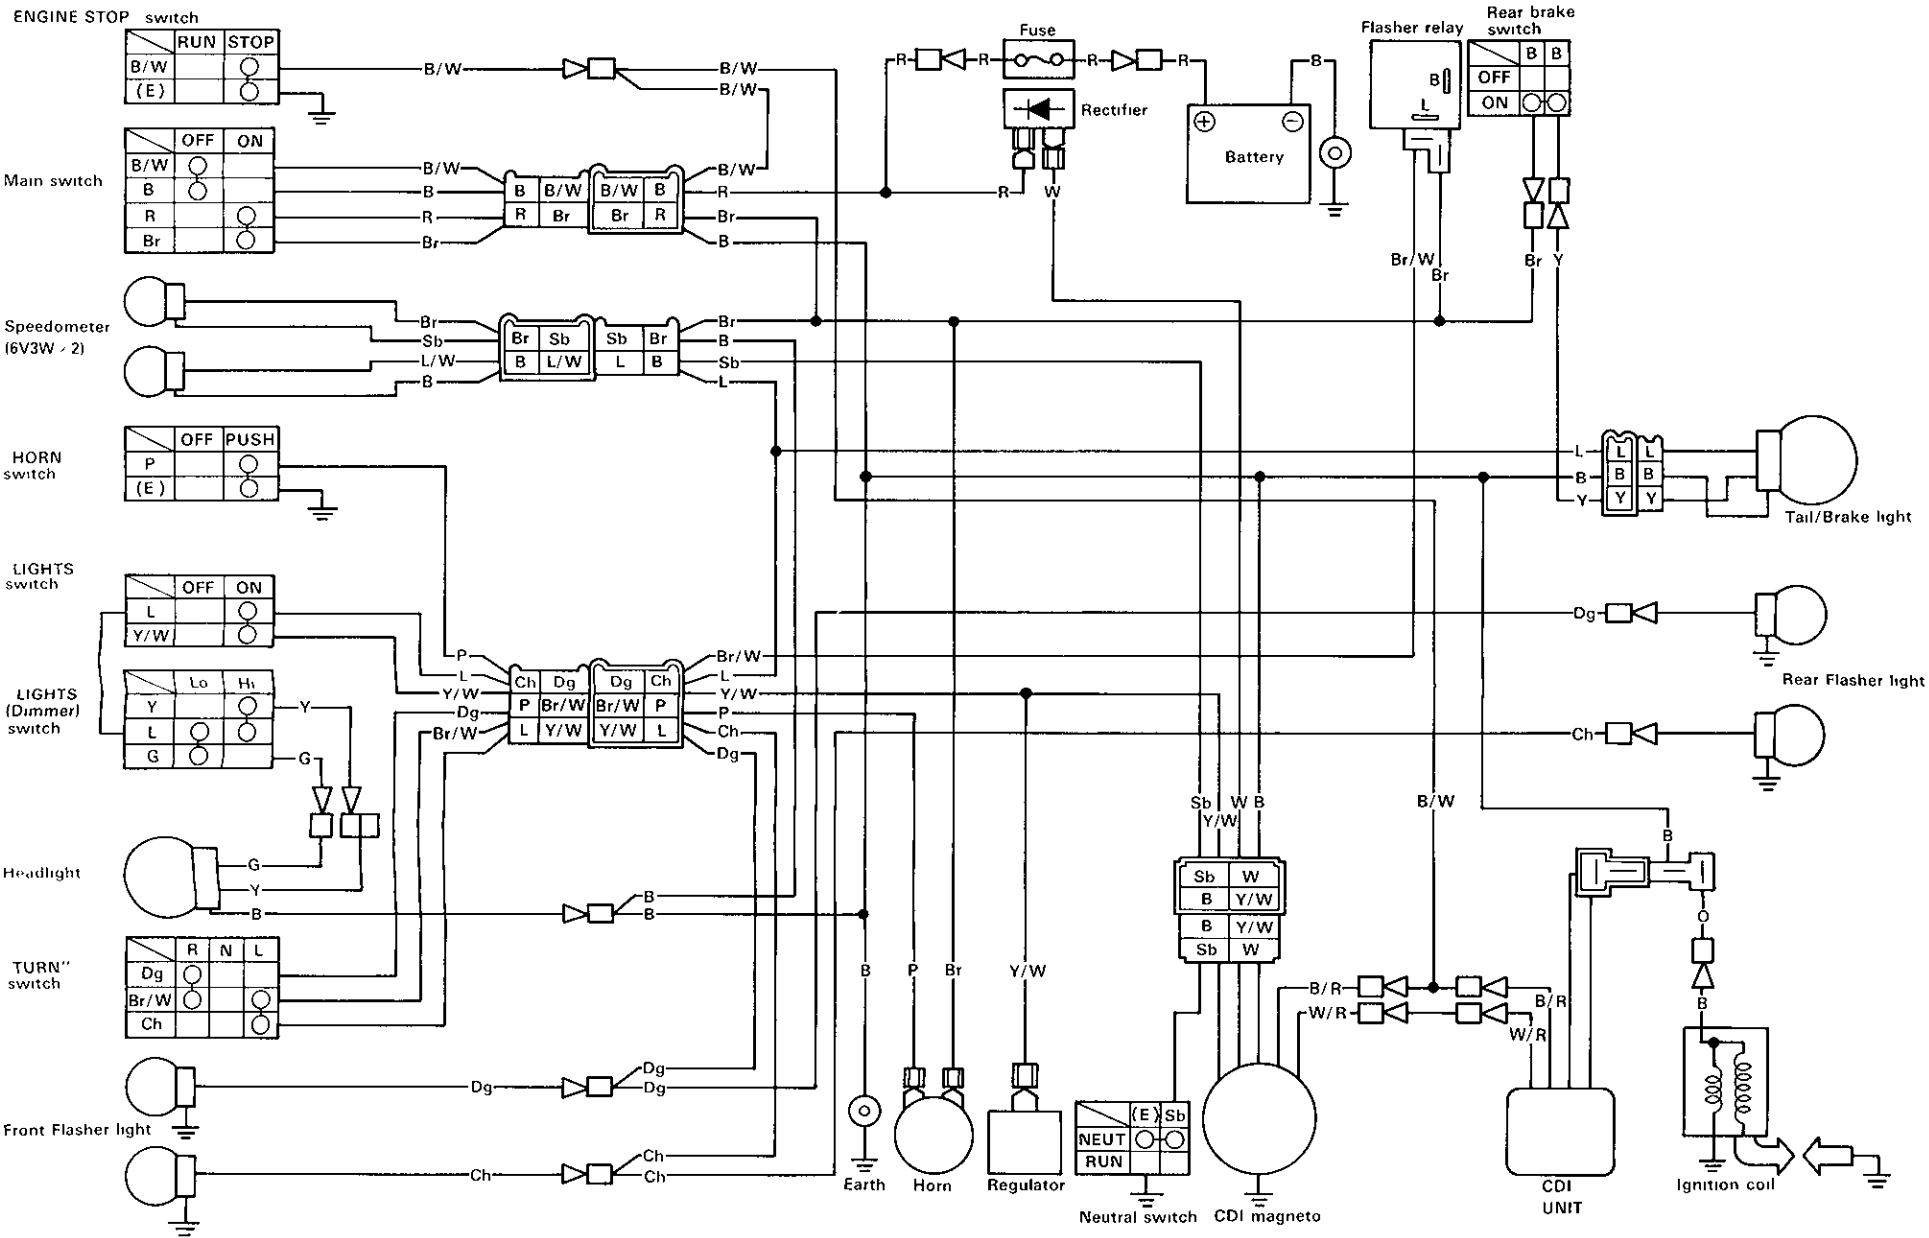 ENGINE STOP switch
RUN STOP
B/W
(E)
B/W
B/W
B/W
R
R
Fuse
R
R
B
Flasher relay
B
L
Rear brake
switch
B B
OFF
ON
Rectifier
Battery
Main switch
OFF ON
B/W
B
R
Br
B/W
B
R
Br
B B/W
R Br
B/W B
Br R
B/W
R
Br
B
R
W
Br/W
Br
Br
Y
Speedometer
(6V3W × 2)
Br
Sb
L/W
B
Br Sb
B L/W
Sb Br
L B
Br
B
Sb
L
HORN
switch
OFF PUSH
P
(E)
L
B
Y
L
B
Y
L
B
Y
Tail/Brake light
LIGHTS
switch
OFF ON
L
Y/W
Dg
Rear Flasher light
Ch
LIGHTS
(Dimmer)
switch
Lo Hi
Y
L
G
Y
G
P
L
Y/W
Dg
Br/W
Ch Dg
P Br/W
L Y/W
Dg Ch
Br/W P
Y/W L
Br/W
L
Y/W
P
Ch
Dg
Headlight
G
Y
B
B
B
Sb
Y/W
W
B
B/W
B
Sb W
B Y/W
B Y/W
Sb W
O
B
TURN"
switch
R N L
Dg
Br/W
Ch
B
P
Br
Y/W
B/R
W/R
B/R
W/R
Front Flasher light
Dg
Dg
Dg
Ch
Ch
Ch
Earth
Horn
Regulator
(E) Sb
NEUT
RUN
Neutral switch
CDI magneto
CDI
UNIT
Ignition coil